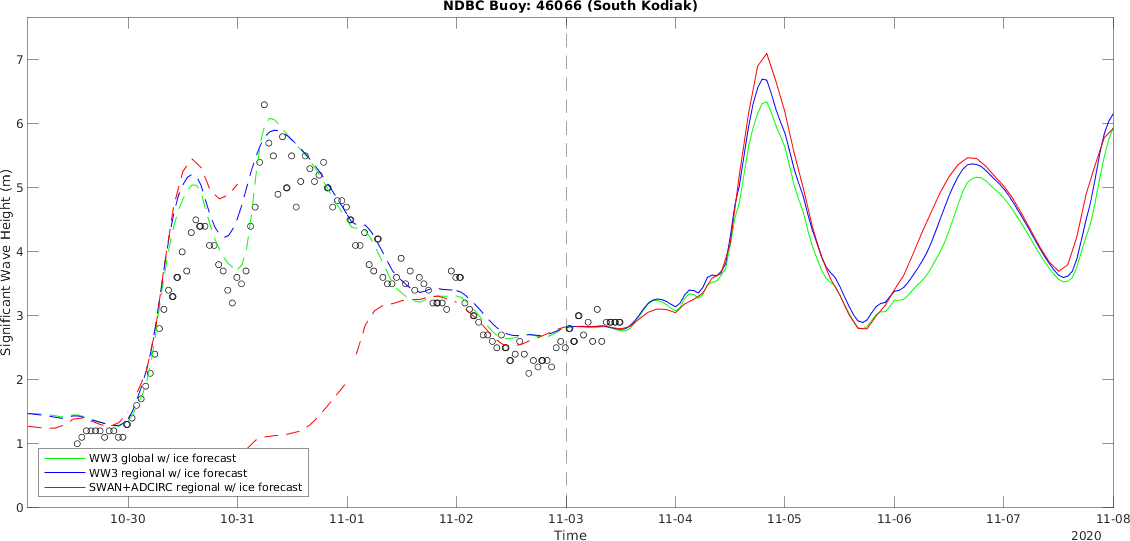 NDBC Buoy: 46066 (South Kodiak)
Significant Wave Height (m)
7
6
5
4
3
2
1
0
WW3 global w/ ice forecast
WW3 regional w/ ice forecast
SWAN+ADCIRC regional w/ ice forecast
10-30 10-31 11-01 11-02 11-03 11-04 11-05 11-06 11-07 11-08
Time
2020